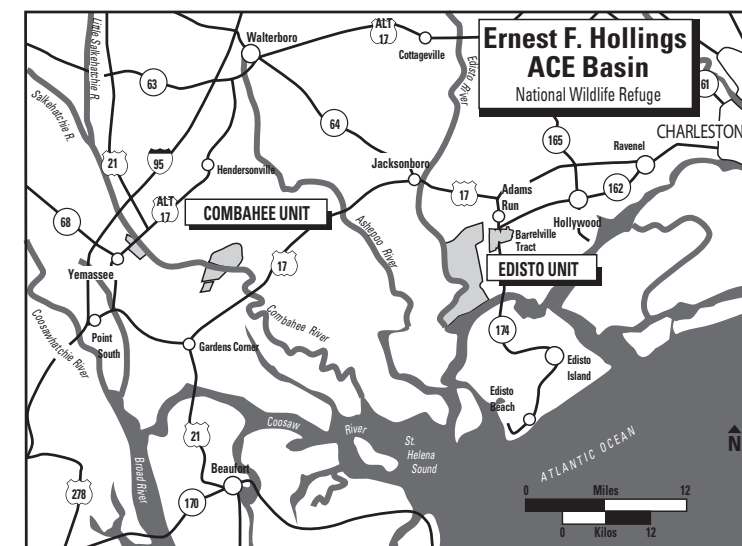 Ernest F. Hollings
ACE Basin
National Wildlife Refuge
Little Salkehatchie R.
Walterboro
ALT
17
Cottageville
Edisto River
61
63
Salkehatchie R.
64
165
CHARLESTON
Ravenel
21
95
Hendersonville
Jacksonboro
17
Adams
Run
162
ALT
17
COMBAHEE UNIT
68
Ashepoo River
Hollywood
Barrelville
Tract
17
EDISTO UNIT
Yemassee
Coosawhatchie River
Point
South
Combahee River
Gardens Corner
174
Edisto
Island
Edisto
Beach
21
Coosaw
River
St.
Helena
Sound
ATLANTIC OCEAN
N
Broad River
Beaufort
278
170
0 Miles 12
0 Kilos 12